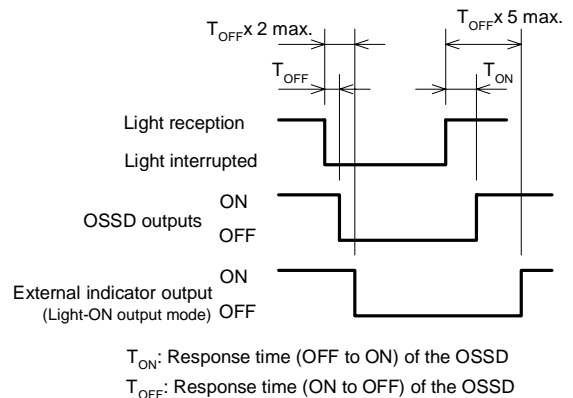 T_OFF x 2 max.
T_OFF x 5 max.
T_OFF
T_ON
Light reception
Light interrupted
ON
OSSD outputs
OFF
ON
External indicator output
(Light-ON output mode) OFF
T_ON: Response time (OFF to ON) of the OSSD
T_OFF: Response time (ON to OFF) of the OSSD